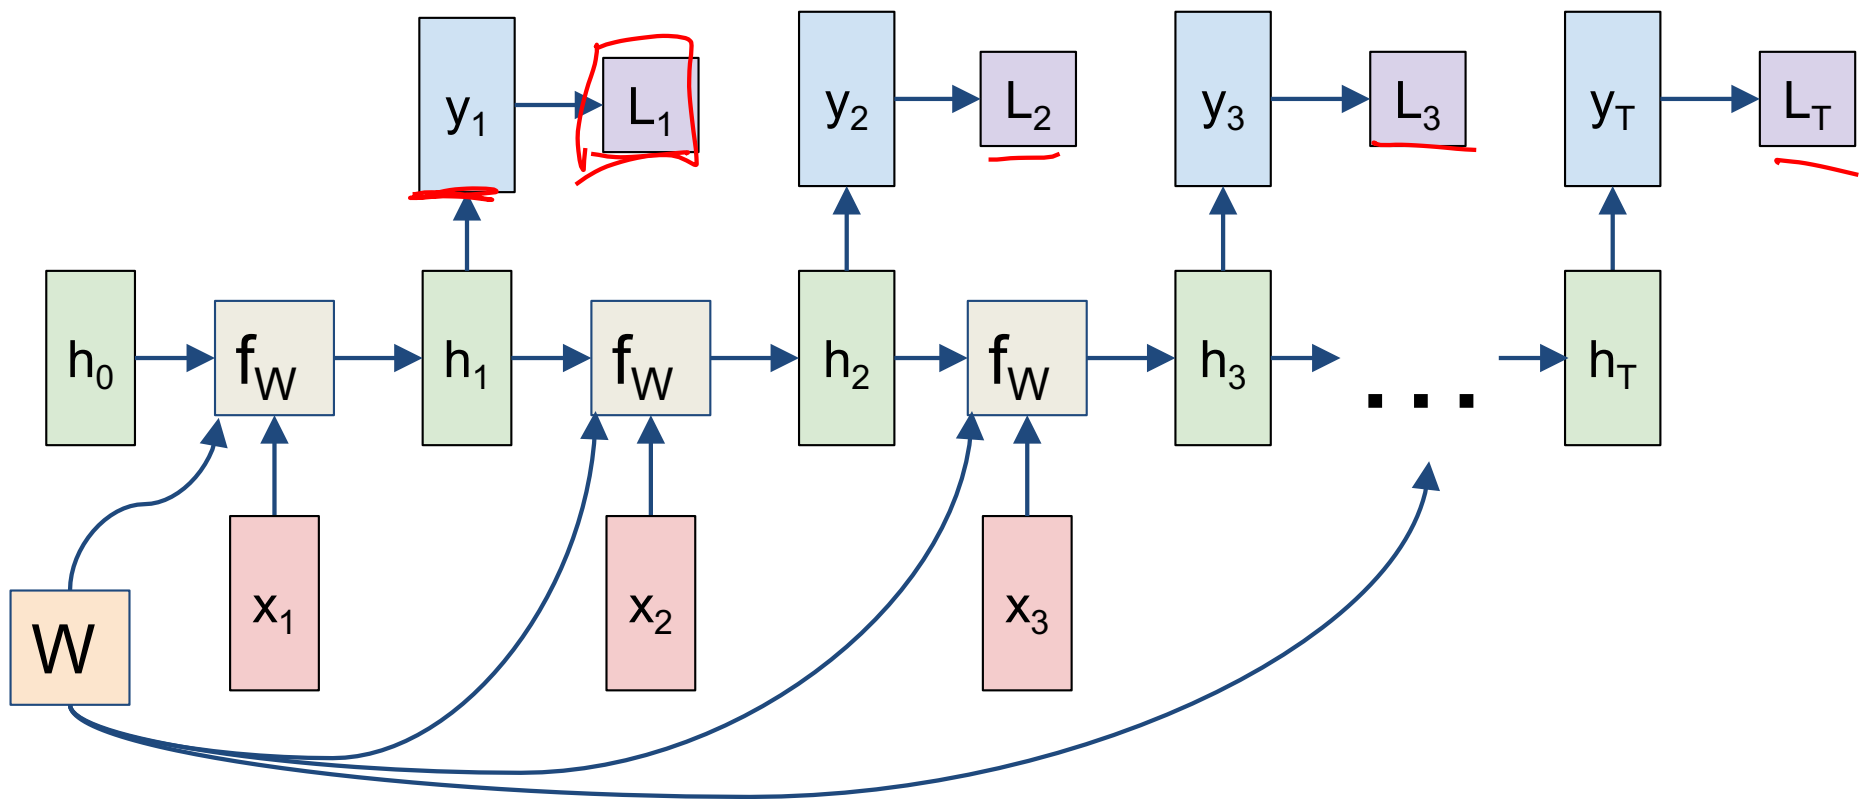 y1 L1 y2 L2 y3 L3 yT LT
h0 fW h1 fW h2 fW h3 ... hT
x1 x2 x3
W